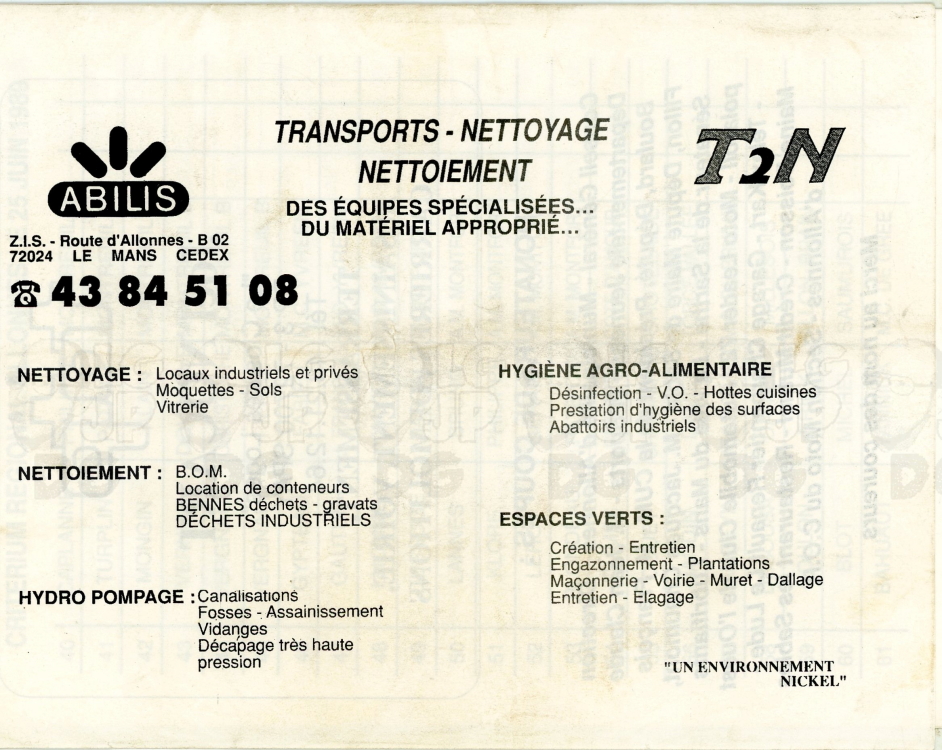 ABILIS
Z.I.S. - Route d'Allonnes - B 02
72024 LE MANS CEDEX
☎ 43 84 51 08
TRANSPORTS - NETTOYAGE
NETTOIEMENT
DES ÉQUIPES SPÉCIALISÉES...
DU MATÉRIEL APPROPRIÉ...
T2N
NETTOYAGE : Locaux industriels et privés
Moquettes - Sols
Vitrerie
NETTOIEMENT : B.O.M.
Location de conteneurs
BENNES déchets - gravats
DÉCHETS INDUSTRIELS
HYDRO POMPAGE : Canalisations
Fosses - Assainissement
Vidanges
Décapage très haute
pression
HYGIÈNE AGRO-ALIMENTAIRE
Désinfection - V.O. - Hottes cuisines
Prestation d'hygiène des surfaces
Abattoirs industriels
ESPACES VERTS :
Création - Entretien
Engazonnement - Plantations
Maçonnerie - Voirie - Muret - Dallage
Entretien - Elagage
"UN ENVIRONNEMENT
NICKEL"